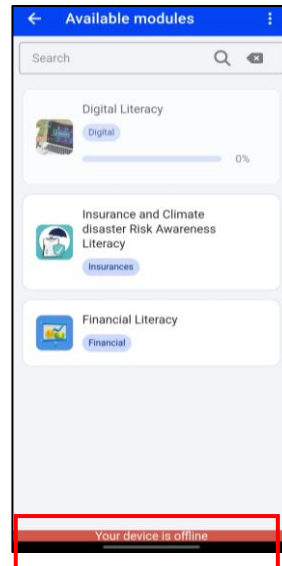 Available modules
Search
Digital Literacy
Digital
0%
Insurance and Climate
disaster Risk Awareness
Literacy
Insurances
Financial Literacy
Financial
Your device is offline